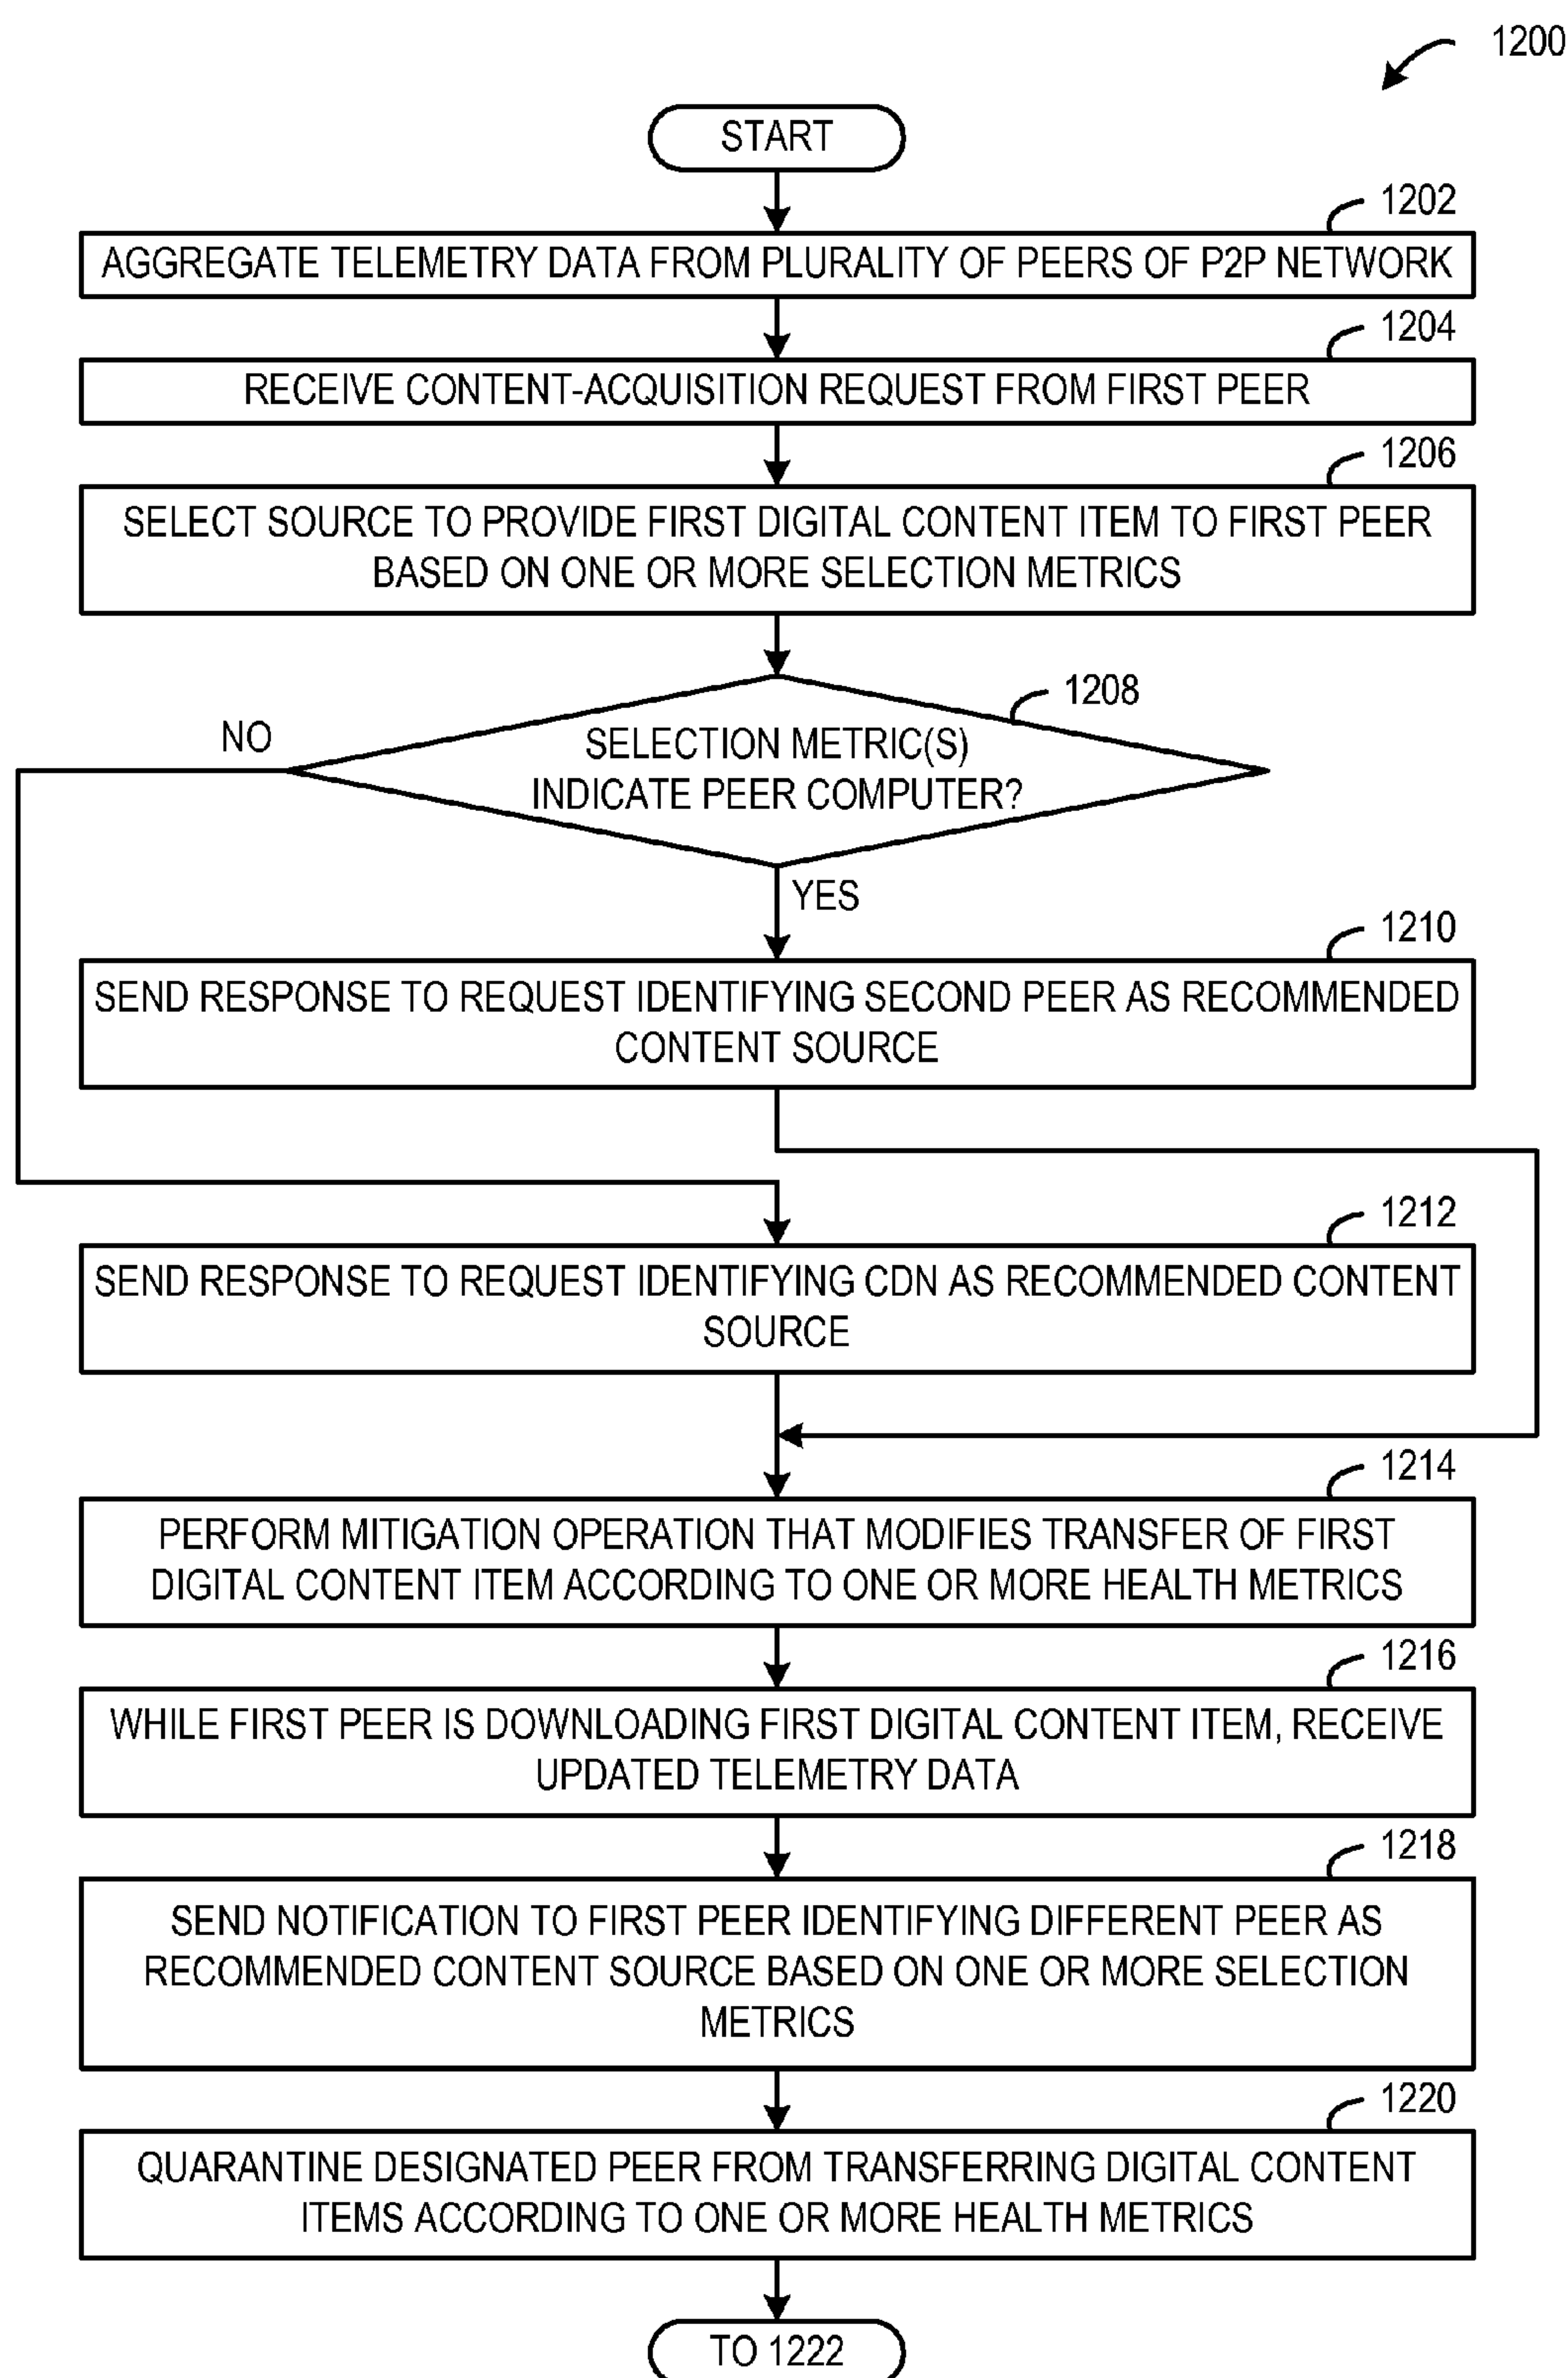 1200
START
1202
AGGREGATE TELEMETRY DATA FROM PLURALITY OF PEERS OF P2P NETWORK
1204
RECEIVE CONTENT-ACQUISITION REQUEST FROM FIRST PEER
1206
SELECT SOURCE TO PROVIDE FIRST DIGITAL CONTENT ITEM TO FIRST PEER
BASED ON ONE OR MORE SELECTION METRICS
1208
NO
SELECTION METRIC(S)
INDICATE PEER COMPUTER?
YES
1210
SEND RESPONSE TO REQUEST IDENTIFYING SECOND PEER AS RECOMMENDED
CONTENT SOURCE
1212
SEND RESPONSE TO REQUEST IDENTIFYING CDN AS RECOMMENDED CONTENT
SOURCE
1214
PERFORM MITIGATION OPERATION THAT MODIFIES TRANSFER OF FIRST
DIGITAL CONTENT ITEM ACCORDING TO ONE OR MORE HEALTH METRICS
1216
WHILE FIRST PEER IS DOWNLOADING FIRST DIGITAL CONTENT ITEM, RECEIVE
UPDATED TELEMETRY DATA
1218
SEND NOTIFICATION TO FIRST PEER IDENTIFYING DIFFERENT PEER AS
RECOMMENDED CONTENT SOURCE BASED ON ONE OR MORE SELECTION
METRICS
1220
QUARANTINE DESIGNATED PEER FROM TRANSFERRING DIGITAL CONTENT
ITEMS ACCORDING TO ONE OR MORE HEALTH METRICS
TO 1222